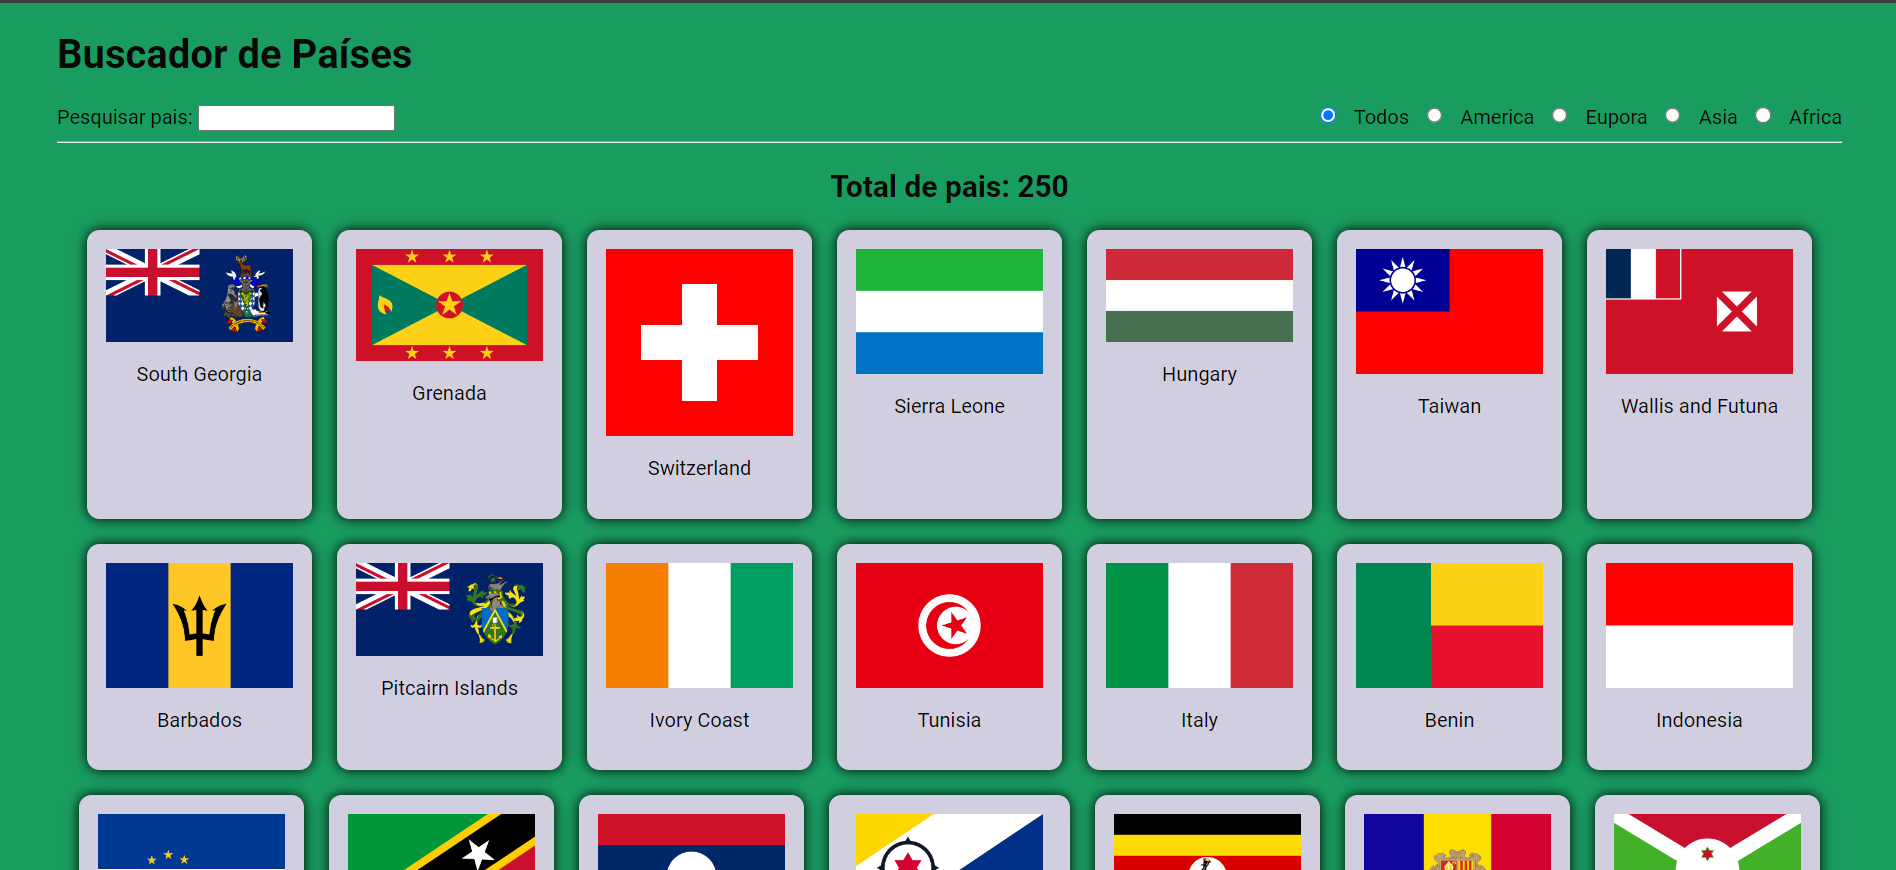 Buscador de Países
Pesquisar pais:
Todos America Eupora Asia Africa
Total de pais: 250
South Georgia
Grenada
Switzerland
Sierra Leone
Hungary
Taiwan
Wallis and Futuna
Barbados
Pitcairn Islands
Ivory Coast
Tunisia
Italy
Benin
Indonesia